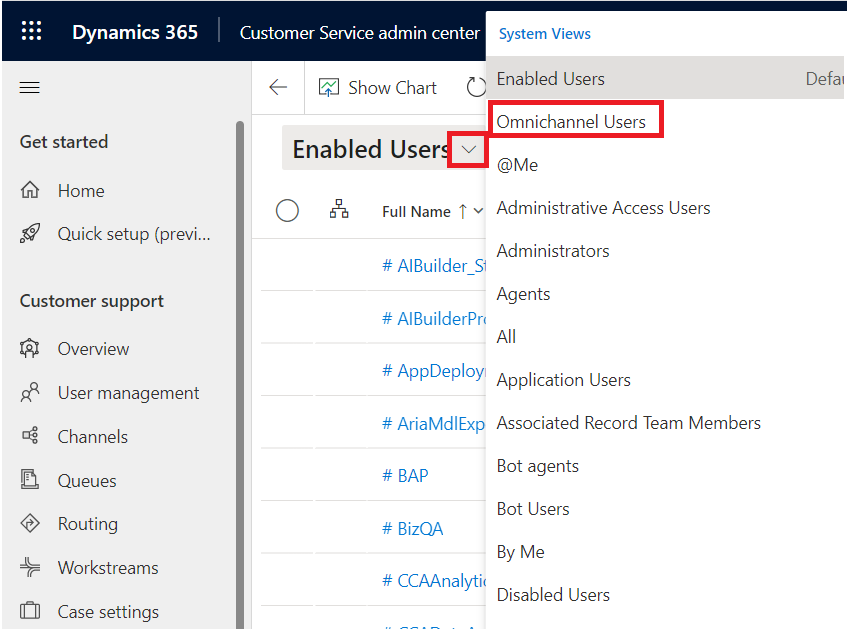 Dynamics 365
Customer Service admin center
Get started
Home
Quick setup (previ...
Customer support
Overview
User management
Channels
Queues
Routing
Workstreams
Case settings
Show Chart
Enabled Users
Full Name
# AIBuilder_St
# AIBuilderPro
# AppDeploy
# AriaMdlExp
# BAP
# BizQA
# CCAAnalytic
System Views
Enabled Users Defau
Omnichannel Users
@Me
Administrative Access Users
Administrators
Agents
All
Application Users
Associated Record Team Members
Bot agents
Bot Users
By Me
Disabled Users